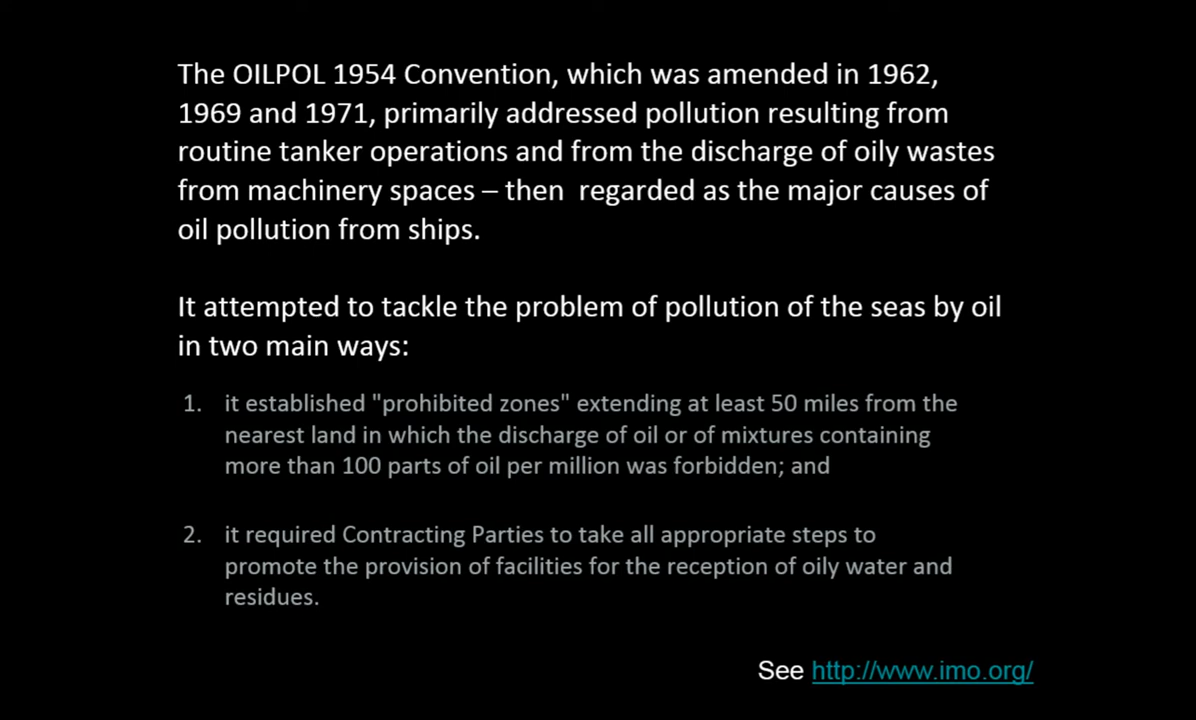 The OILPOL 1954 Convention, which was amended in 1962,
1969 and 1971, primarily addressed pollution resulting from
routine tanker operations and from the discharge of oily wastes
from machinery spaces – then  regarded as the major causes of
oil pollution from ships.
It attempted to tackle the problem of pollution of the seas by oil
in two main ways:
1. it established "prohibited zones" extending at least 50 miles from the
nearest land in which the discharge of oil or of mixtures containing
more than 100 parts of oil per million was forbidden; and
2. it required Contracting Parties to take all appropriate steps to
promote the provision of facilities for the reception of oily water and
residues.
See http://www.imo.org/